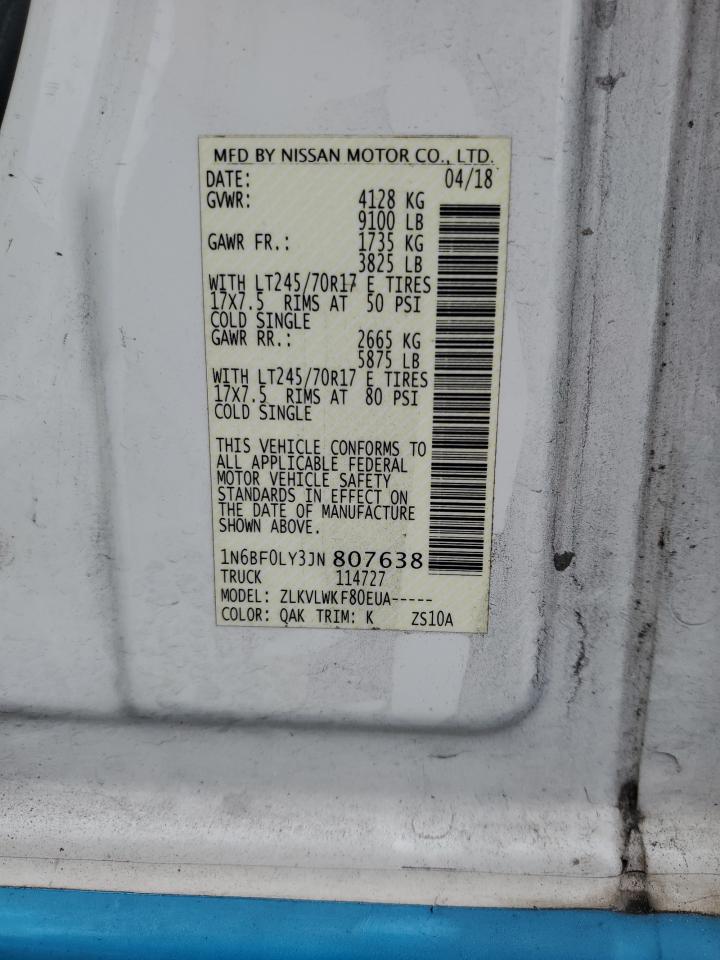 MFD BY NISSAN MOTOR CO., LTD.
DATE: 04/18
GVWR: 4128 KG
9100 LB
GAWR FR.: 1735 KG
3825 LB
WITH LT245/70R17 E TIRES
17X7.5 RIMS AT 50 PSI
COLD SINGLE
GAWR RR.: 2665 KG
5875 LB
WITH LT245/70R17 E TIRES
17X7.5 RIMS AT 80 PSI
COLD SINGLE
THIS VEHICLE CONFORMS TO
ALL APPLICABLE FEDERAL
MOTOR VEHICLE SAFETY
STANDARDS IN EFFECT ON
THE DATE OF MANUFACTURE
SHOWN ABOVE.
1N6BF0LY3JN807638
TRUCK 114727
MODEL: ZLKVLWKF80EUA-----
COLOR: QAK TRIM: K ZS10A